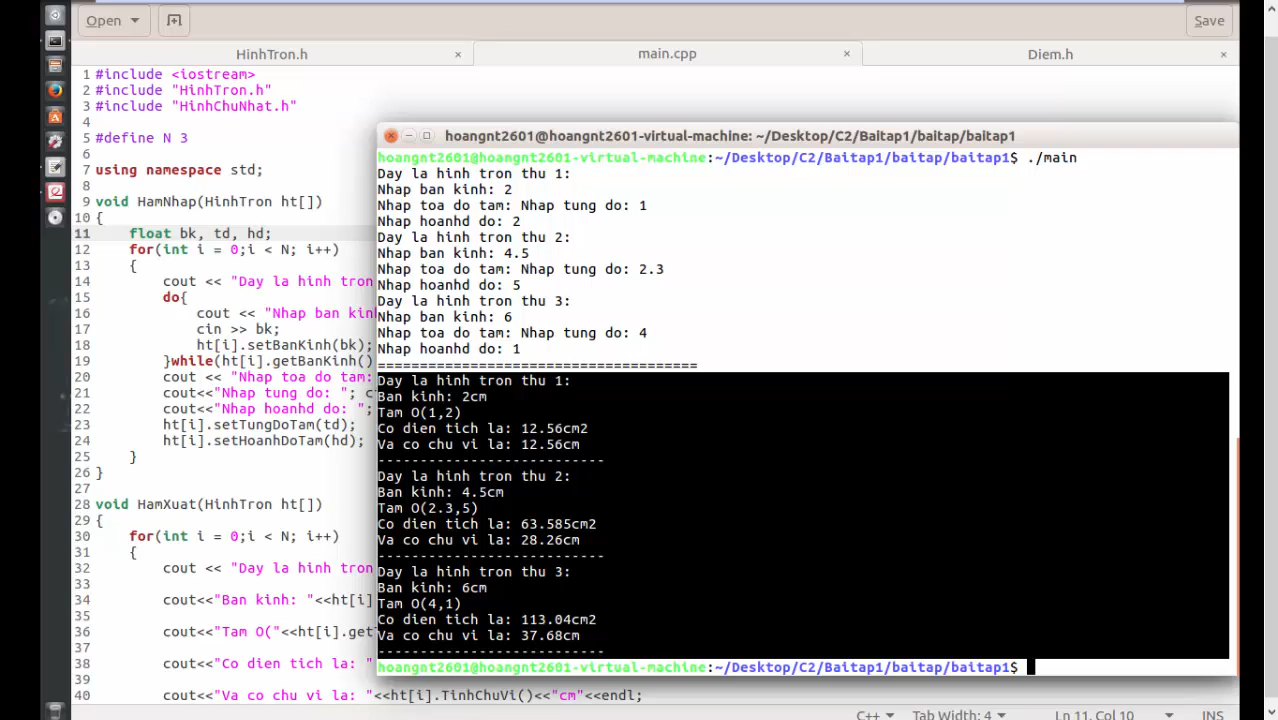 Open
Save
HinhTron.h × main.cpp × Diem.h ×
1 #include <iostream>
2 #include "HinhTron.h"
3 #include "HinhChuNhat.h"
4
5 #define N 3
6
7 using namespace std;
8
9 void HamNhap(HinhTron ht[])
10 {
11 float bk, td, hd;
12 for(int i = 0;i < N; i++)
13 {
14 cout << "Day la hinh tron
15 do{
16 cout << "Nhap ban kin
17 cin >> bk;
18 ht[i].setBanKinh(bk);
19 }while(ht[i].getBanKinh()
20 cout << "Nhap toa do tam:
21 cout<<"Nhap tung do: "; c
22 cout<<"Nhap hoanhd do: ";
23 ht[i].setTungDoTam(td);
24 ht[i].setHoanhDoTam(hd);
25 }
26 }
27
28 void HamXuat(HinhTron ht[])
29 {
30 for(int i = 0;i < N; i++)
31 {
32 cout << "Day la hinh tron
33
34 cout<<"Ban kinh: "<<ht[i]
35
36 cout<<"Tam O("<<ht[i].get
37
38 cout<<"Co dien tich la: "
39
40 cout<<"Va co chu vi la: "<<ht[i].TinhChuVi()<<"cm"<<endl;
hoangnt2601@hoangnt2601-virtual-machine: ~/Desktop/C2/Baitap1/baitap/baitap1
hoangnt2601@hoangnt2601-virtual-machine:~/Desktop/C2/Baitap1/baitap/baitap1$ ./main
Day la hinh tron thu 1:
Nhap ban kinh: 2
Nhap toa do tam: Nhap tung do: 1
Nhap hoanhd do: 2
Day la hinh tron thu 2:
Nhap ban kinh: 4.5
Nhap toa do tam: Nhap tung do: 2.3
Nhap hoanhd do: 5
Day la hinh tron thu 3:
Nhap ban kinh: 6
Nhap toa do tam: Nhap tung do: 4
Nhap hoanhd do: 1
======================================
Day la hinh tron thu 1:
Ban kinh: 2cm
Tam O(1,2)
Co dien tich la: 12.56cm2
Va co chu vi la: 12.56cm
---------------------------
Day la hinh tron thu 2:
Ban kinh: 4.5cm
Tam O(2.3,5)
Co dien tich la: 63.585cm2
Va co chu vi la: 28.26cm
---------------------------
Day la hinh tron thu 3:
Ban kinh: 6cm
Tam O(4,1)
Co dien tich la: 113.04cm2
Va co chu vi la: 37.68cm
---------------------------
hoangnt2601@hoangnt2601-virtual-machine:~/Desktop/C2/Baitap1/baitap/baitap1$
C++ Tab Width: 4 Ln 11, Col 10 INS